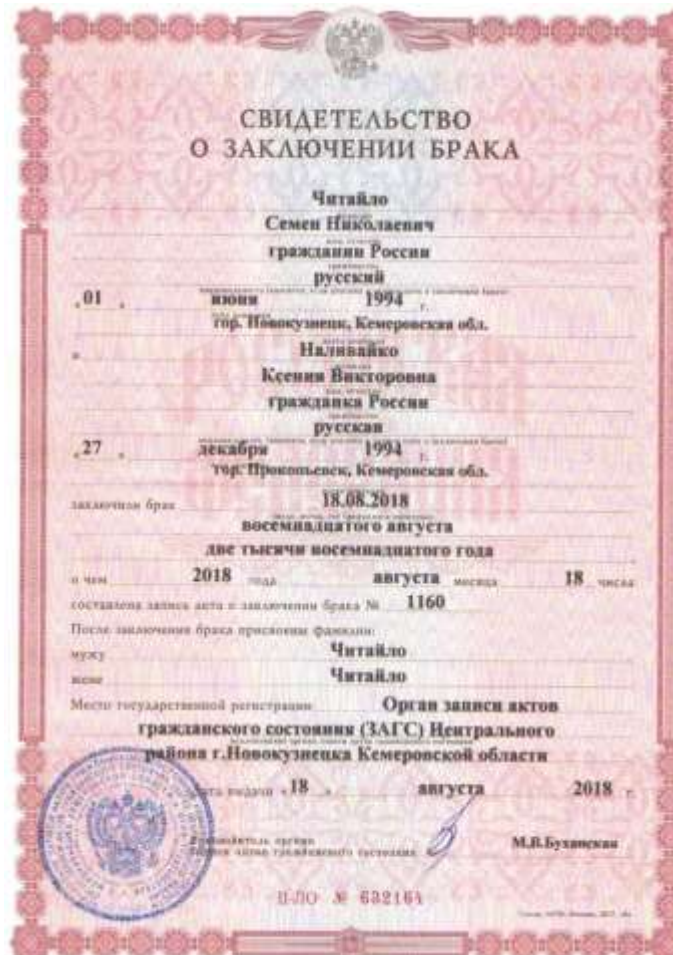 СВИДЕТЕЛЬСТВО
О ЗАКЛЮЧЕНИИ БРАКА
Читайло
Семен Николаевич
гражданин России
русский
„01„ июня 1994 г.
гор. Новокузнецк, Кемеровская обл.
и Наливайко
Ксения Викторовна
гражданка России
русская
„27„ декабря 1994 г.
гор. Прокопьевск, Кемеровская обл.
заключили брак 18.08.2018
восемнадцатого августа
две тысячи восемнадцатого года
о чем 2018 года августа месяца 18 числа
составлена запись акта о заключении брака № 1160
После заключения брака присвоены фамилии:
мужу Читайло
жене Читайло
Место государственной регистрации Орган записи актов
гражданского состояния (ЗАГС) Центрального
района г.Новокузнецка Кемеровской области
Дата выдачи „18„ августа 2018 г.
Руководитель органа
записи актов гражданского состояния М.В.Буханская
II-ЛО № 632164